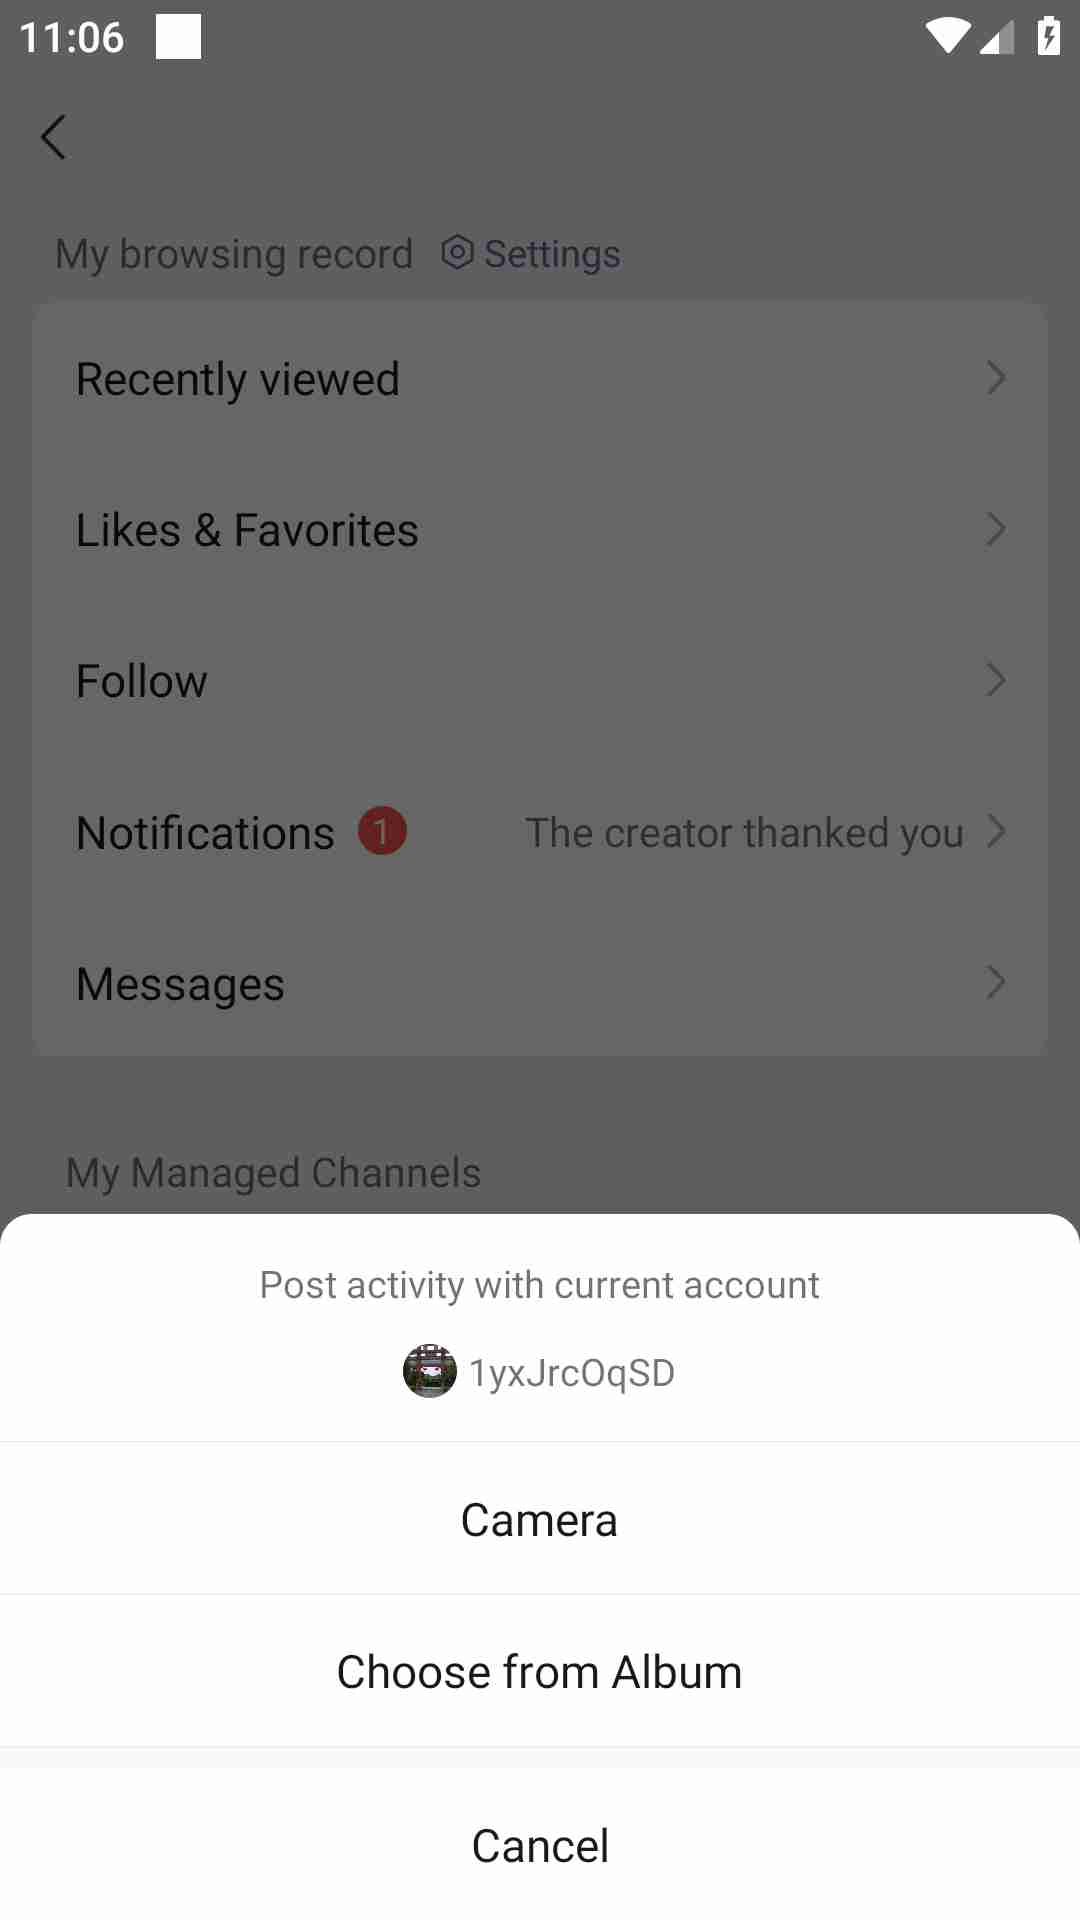 11:06
My browsing record Settings
Recently viewed
Likes & Favorites
Follow
Notifications 1 The creator thanked you
Messages
My Managed Channels
Post activity with current account
1yxJrcOqSD
Camera
Choose from Album
Cancel